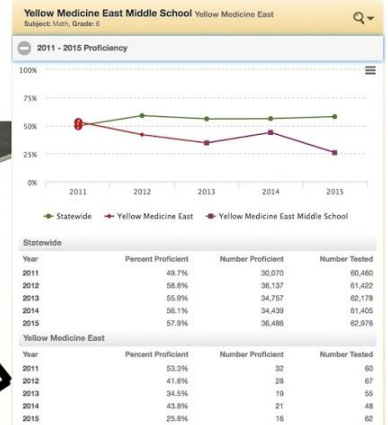 Yellow Medicine East Middle School Yellow Medicine East
Subject: Math, Grade: 6
2011 - 2015 Proficiency
100%
75%
50%
25%
0%
2011 2012 2013 2014 2015
Statewide Yellow Medicine East Yellow Medicine East Middle School
Statewide
Year Percent Proficient Number Proficient Number Tested
2011 49.7% 30,070 60,460
2012 58.8% 36,137 61,422
2013 55.9% 34,757 62,178
2014 56.1% 34,439 61,405
2015 57.9% 36,486 62,976
Yellow Medicine East
Year Percent Proficient Number Proficient Number Tested
2011 53.3% 32 60
2012 41.8% 28 67
2013 34.5% 19 55
2014 43.8% 21 48
2015 25.8% 16 62